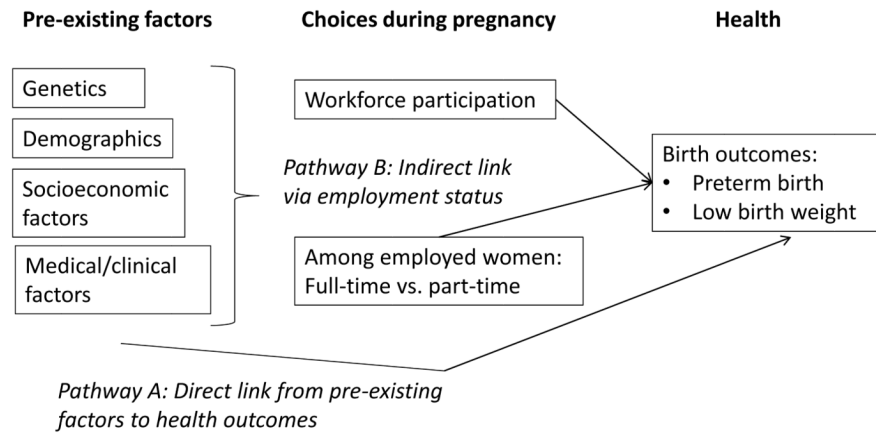 Pre-existing factors
Choices during pregnancy
Health
Genetics
Demographics
Socioeconomic
factors
Medical/clinical
factors
Workforce participation
Pathway B: Indirect link
via employment status
Among employed women:
Full-time vs. part-time
Birth outcomes:
• Preterm birth
• Low birth weight
Pathway A: Direct link from pre-existing
factors to health outcomes